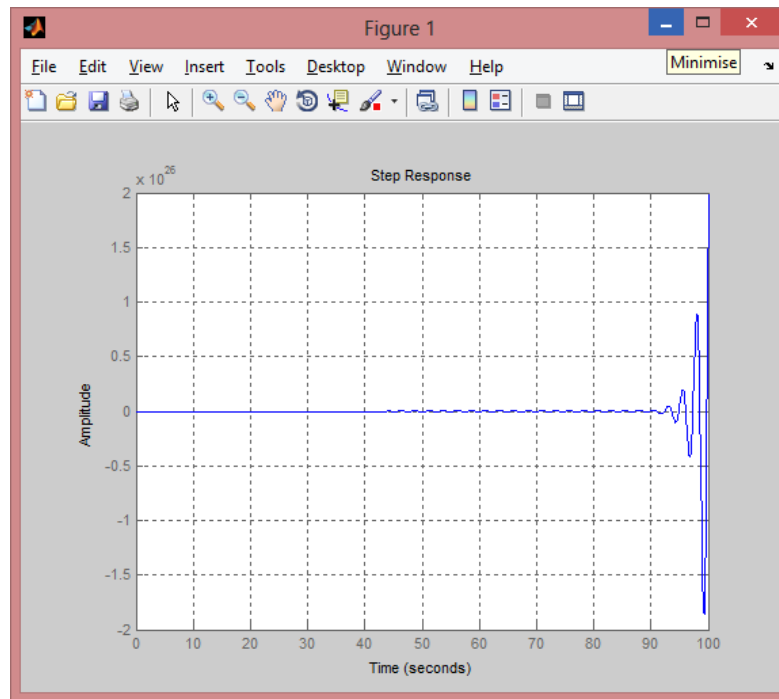 Figure 1
File Edit View Insert Tools Desktop Window Help
Minimise
x 10^26
Step Response
2
1.5
1
0.5
0
-0.5
-1
-1.5
-2
Amplitude
0 10 20 30 40 50 60 70 80 90 100
Time (seconds)